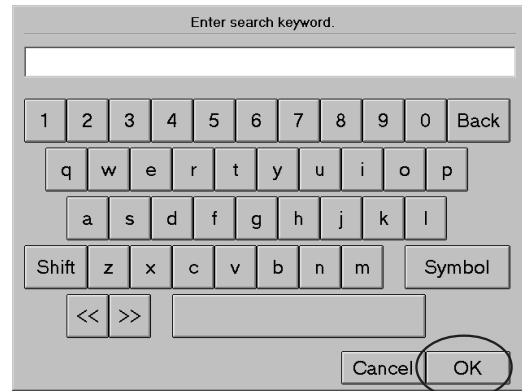 Enter search keyword.
1 2 3 4 5 6 7 8 9 0 Back
q w e r t y u i o p
a s d f g h j k l
Shift z x c v b n m Symbol
<< >>
Cancel OK